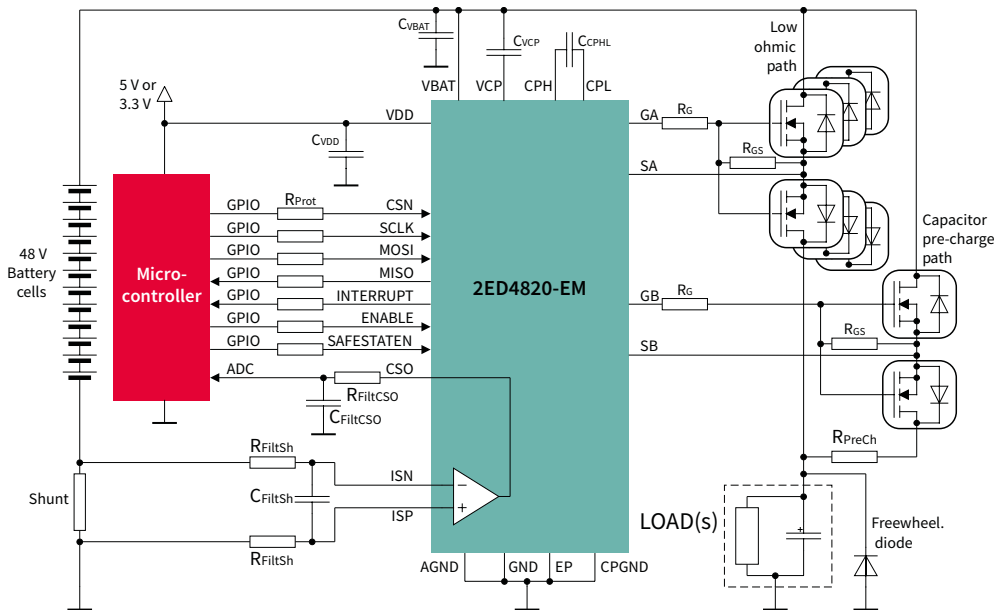 CVBAT
CVCP
CCPHL
Low
ohmic
path
5 V or
3.3 V
VBAT
VCP
CPH
CPL
VDD
CVDD
GA
RG
RGS
SA
GPIO
RProt
CSN
GPIO
SCLK
GPIO
MOSI
GPIO
MISO
GPIO
INTERRUPT
GPIO
ENABLE
GPIO
SAFESTATEN
ADC
CSO
RFiltCSO
CFiltCSO
48 V
Battery
cells
Micro-
controller
2ED4820-EM
Capacitor
pre-charge
path
GB
RG
RGS
SB
RPreCh
RFiltSh
ISN
Shunt
CFiltSh
ISP
RFiltSh
LOAD(s)
Freewheel.
diode
AGND
GND
EP
CPGND